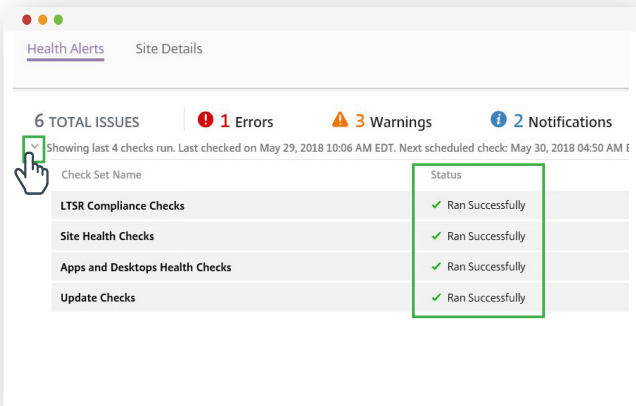 Health Alerts Site Details
6 TOTAL ISSUES 1 Errors 3 Warnings 2 Notifications
Showing last 4 checks run. Last checked on May 29, 2018 10:06 AM EDT. Next scheduled check: May 30, 2018 04:50 AM
Check Set Name Status
LTSR Compliance Checks Ran Successfully
Site Health Checks Ran Successfully
Apps and Desktops Health Checks Ran Successfully
Update Checks Ran Successfully